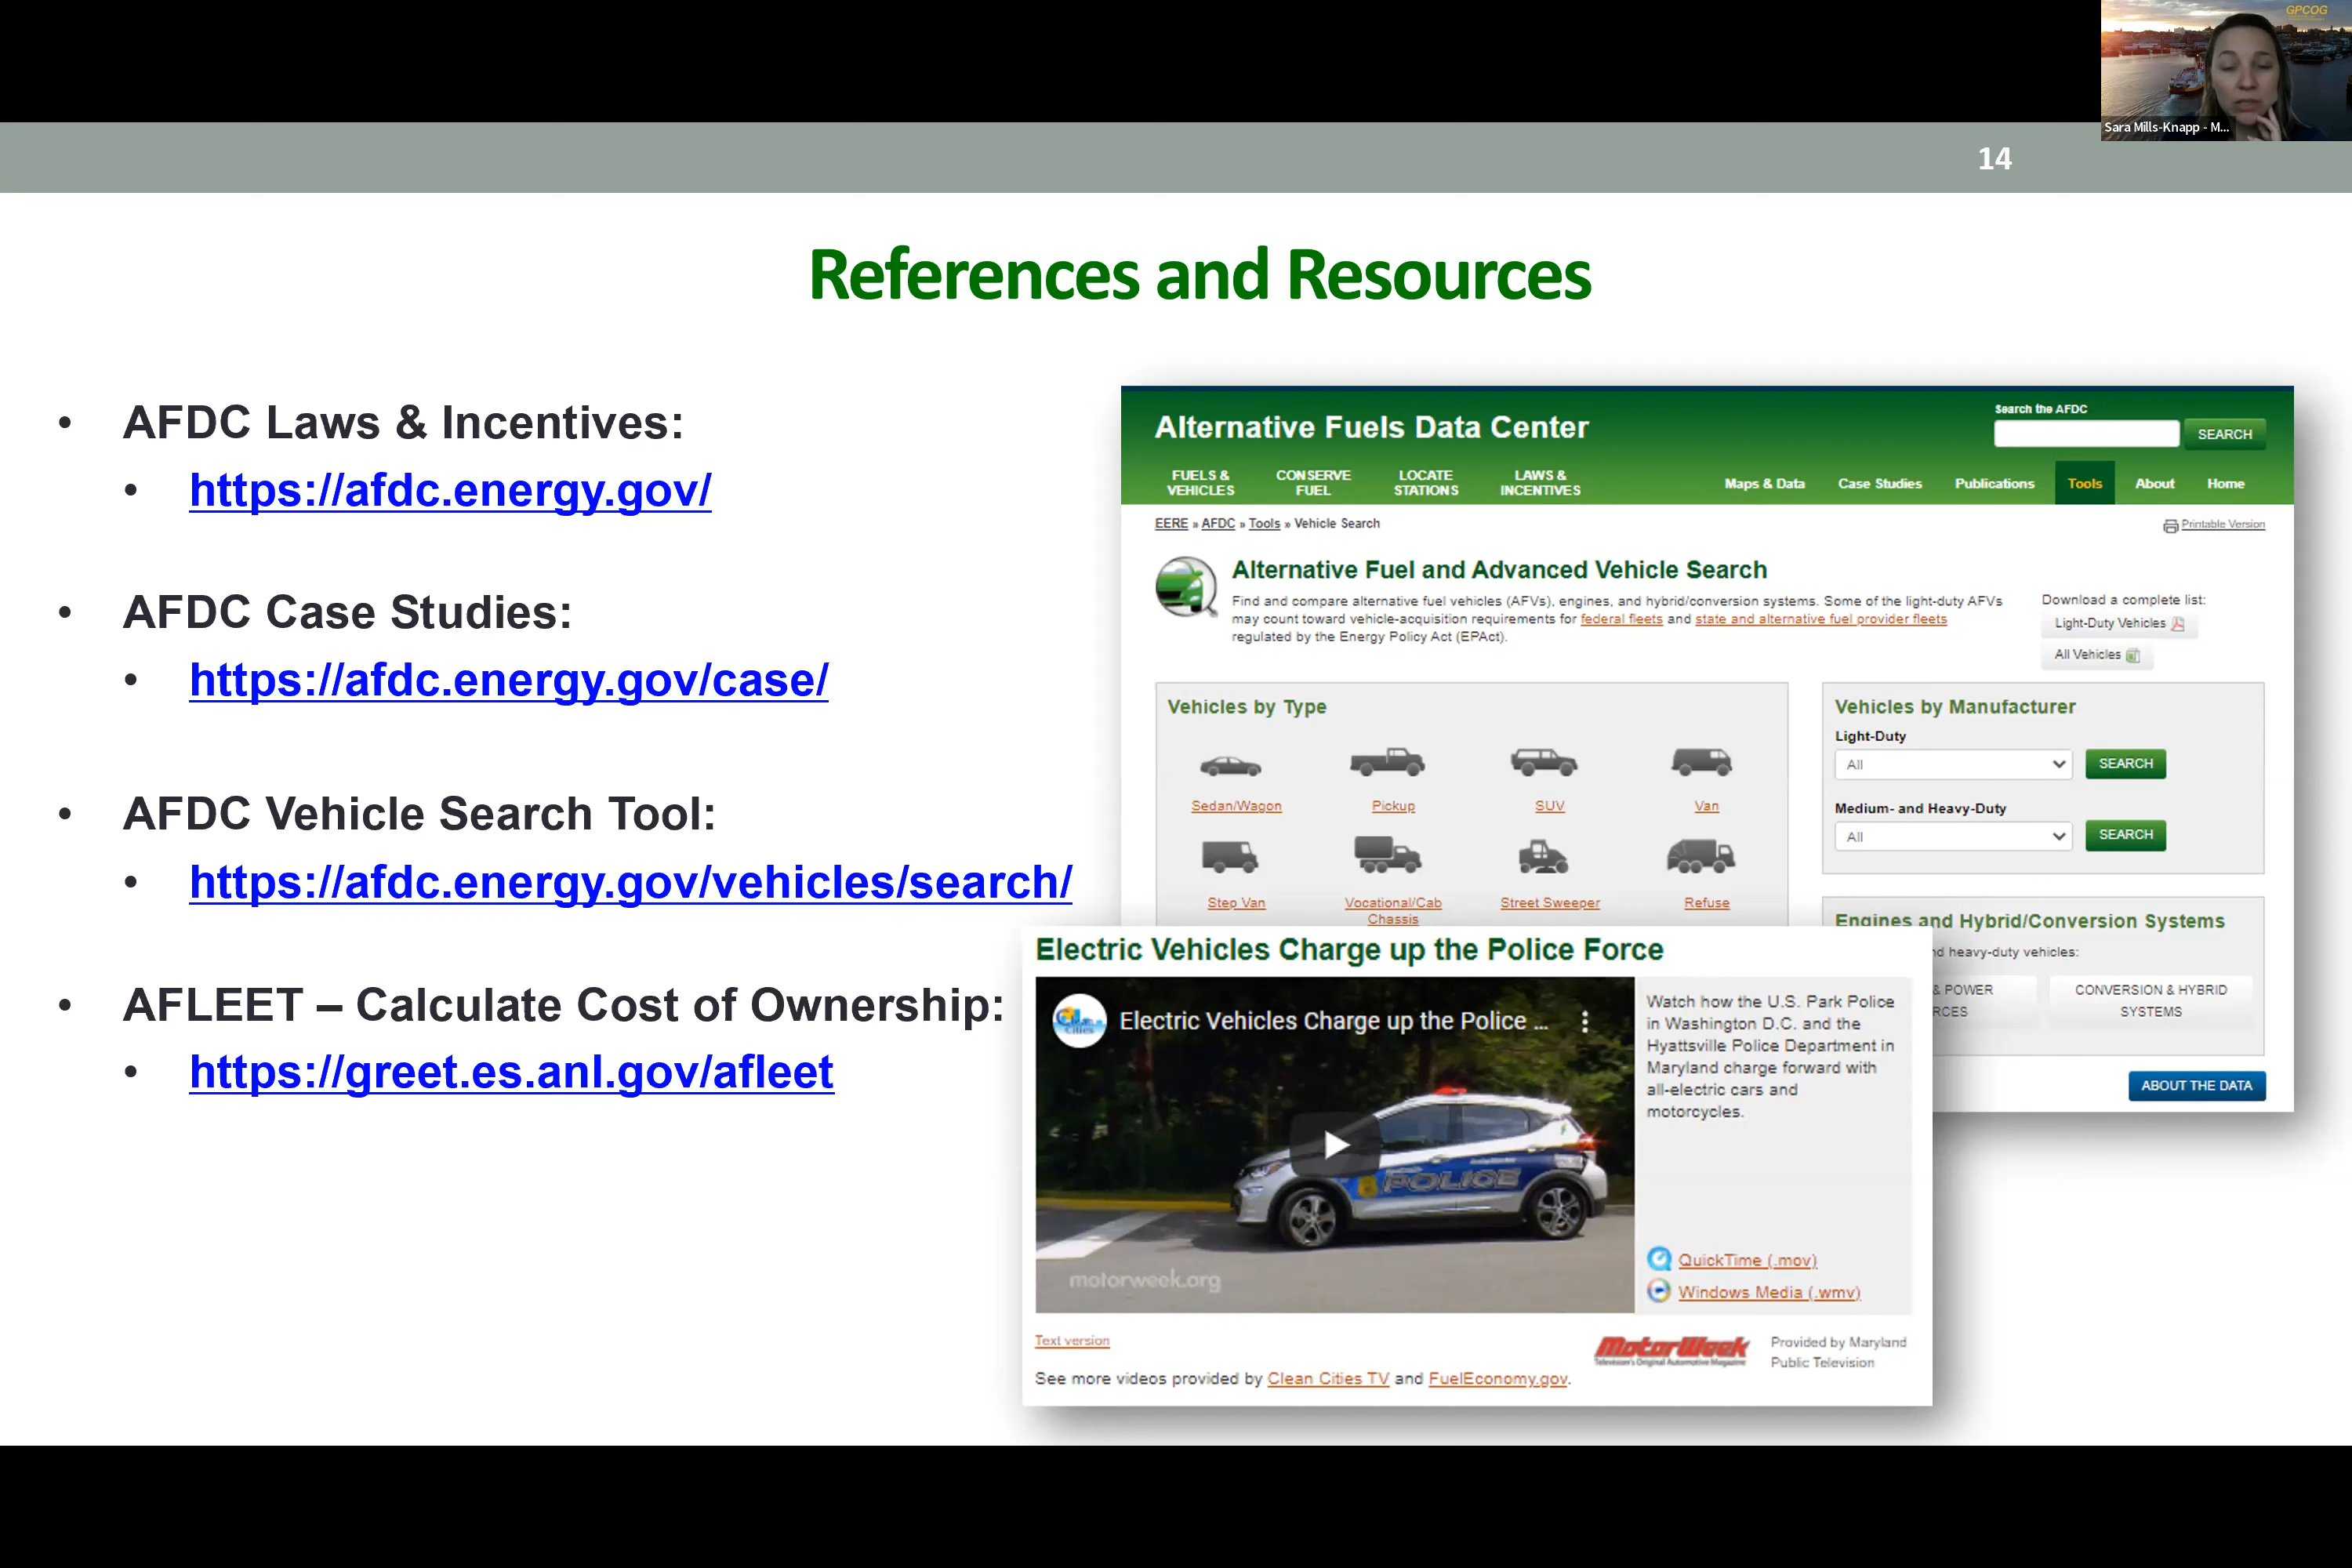 GPCOG
Sara Mills-Knapp - M...
14
References and Resources
• AFDC Laws & Incentives:
• https://afdc.energy.gov/
• AFDC Case Studies:
• https://afdc.energy.gov/case/
• AFDC Vehicle Search Tool:
• https://afdc.energy.gov/vehicles/search/
• AFLEET – Calculate Cost of Ownership:
• https://greet.es.anl.gov/afleet
Alternative Fuels Data Center
Search the AFDC
SEARCH
FUELS & VEHICLES
CONSERVE FUEL
LOCATE STATIONS
LAWS & INCENTIVES
Maps & Data
Case Studies
Publications
Tools
About
Home
EERE » AFDC » Tools » Vehicle Search
Printable Version
Alternative Fuel and Advanced Vehicle Search
Find and compare alternative fuel vehicles (AFVs), engines, and hybrid/conversion systems. Some of the light-duty AFVs
may count toward vehicle-acquisition requirements for federal fleets and state and alternative fuel provider fleets
regulated by the Energy Policy Act (EPAct).
Download a complete list:
Light-Duty Vehicles
All Vehicles
Vehicles by Type
Sedan/Wagon
Pickup
SUV
Van
Step Van
Vocational/Cab
Chassis
Street Sweeper
Refuse
Vehicles by Manufacturer
Light-Duty
All
SEARCH
Medium- and Heavy-Duty
All
SEARCH
Engines and Hybrid/Conversion Systems
heavy-duty vehicles:
& POWER
CONVERSION & HYBRID
SYSTEMS
ABOUT THE DATA
Electric Vehicles Charge up the Police Force
Electric Vehicles Charge up the Police ...
Cities
POLICE
motorweek.org
Watch how the U.S. Park Police
in Washington D.C. and the
Hyattsville Police Department in
Maryland charge forward with
all-electric cars and
motorcycles.
QuickTime (.mov)
Windows Media (.wmv)
Text version
MotorWeek
Television's Original Automotive Magazine
Provided by Maryland
Public Television
See more videos provided by Clean Cities TV and FuelEconomy.gov.